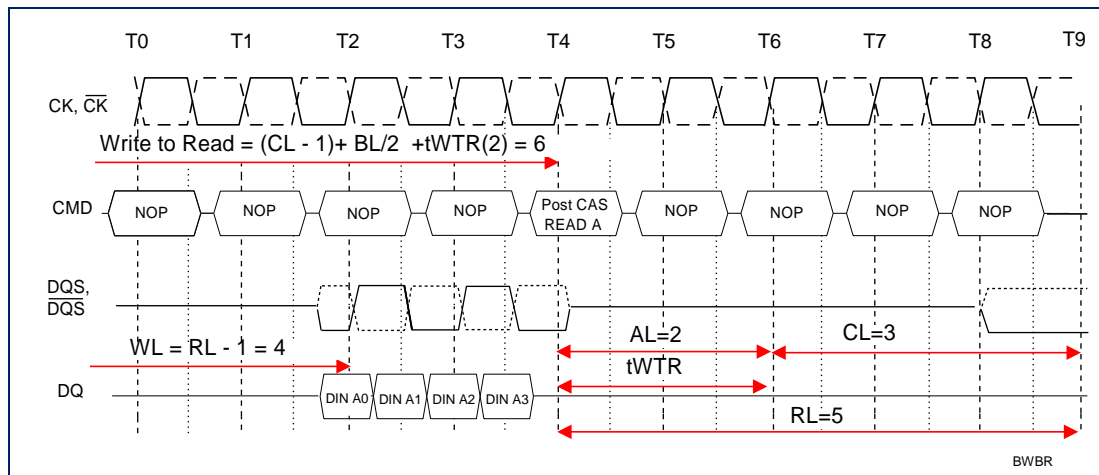 T0 T1 T2 T3 T4 T5 T6 T7 T8 T9
CK, CK
Write to Read = (CL - 1)+ BL/2 +tWTR(2) = 6
CMD NOP NOP NOP NOP Post CAS READ A NOP NOP NOP NOP
DQS,
DQS
AL=2 CL=3
WL = RL - 1 = 4
tWTR
DQ DIN A0 DIN A1 DIN A2 DIN A3
RL=5
BWBR